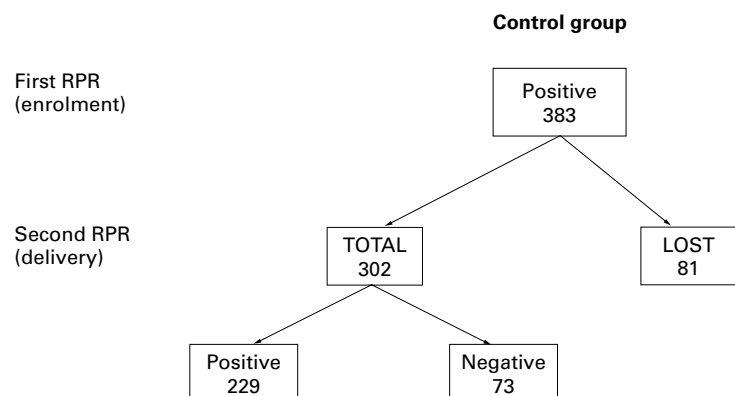 Control group
First RPR
(enrolment)
Positive
383
Second RPR
(delivery)
TOTAL
302
LOST
81
Positive
229
Negative
73